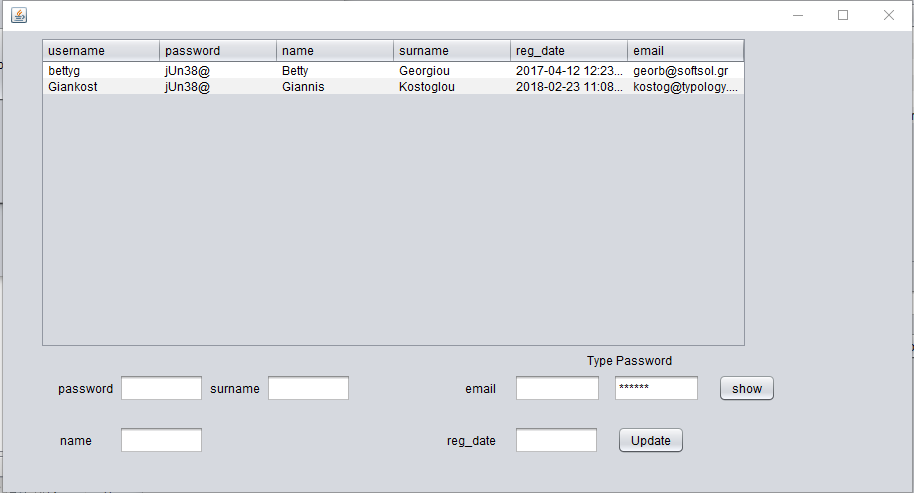 username password name surname reg_date email
bettyg jUn38@ Betty Georgiou 2017-04-12 12:23... georb@softsol.gr
Giankost jUn38@ Giannis Kostoglou 2018-02-23 11:08... kostog@typology....
Type Password
password surname email ****** show
name reg_date Update